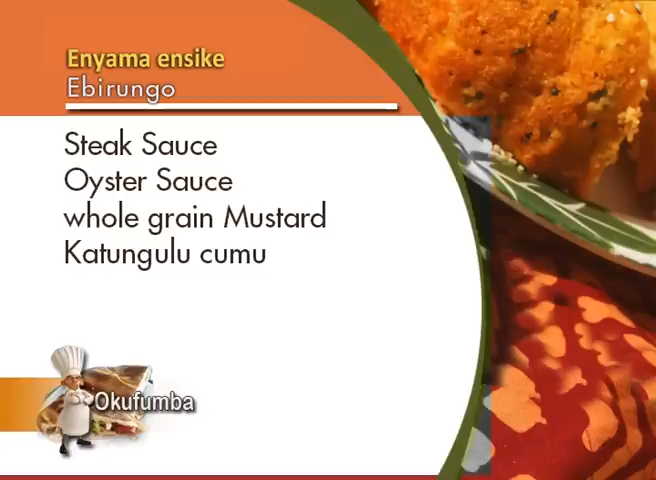 Enyama ensike
Ebirungo
Steak Sauce
Oyster Sauce
whole grain Mustard
Katungulu cumu
Okufumba